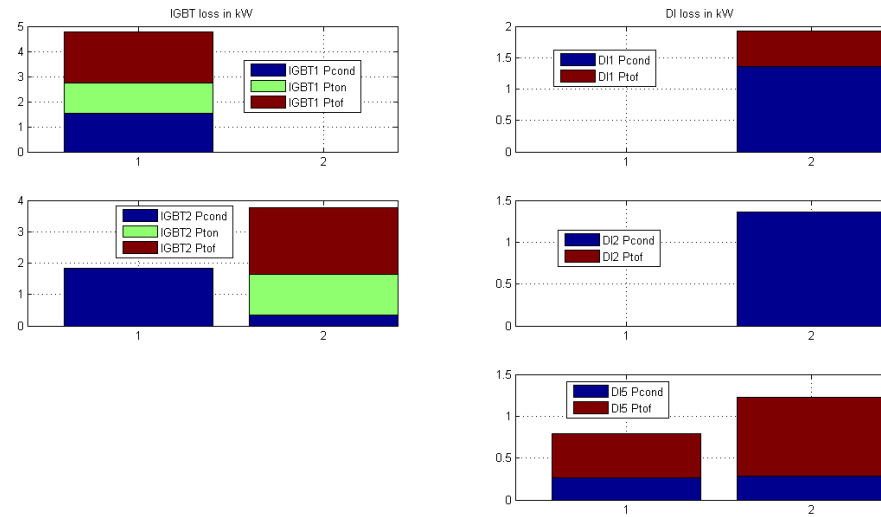 IGBT loss in kW
5
4
3
2
1
0
IGBT1 Pcond
IGBT1 Pton
IGBT1 Ptof
1
2
DI loss in kW
2
1.5
1
0.5
0
DI1 Pcond
DI1 Ptof
1
2
4
3
2
1
0
IGBT2 Pcond
IGBT2 Pton
IGBT2 Ptof
1
2
1.5
1
0.5
0
DI2 Pcond
DI2 Ptof
1
2
1.5
1
0.5
0
DI5 Pcond
DI5 Ptof
1
2